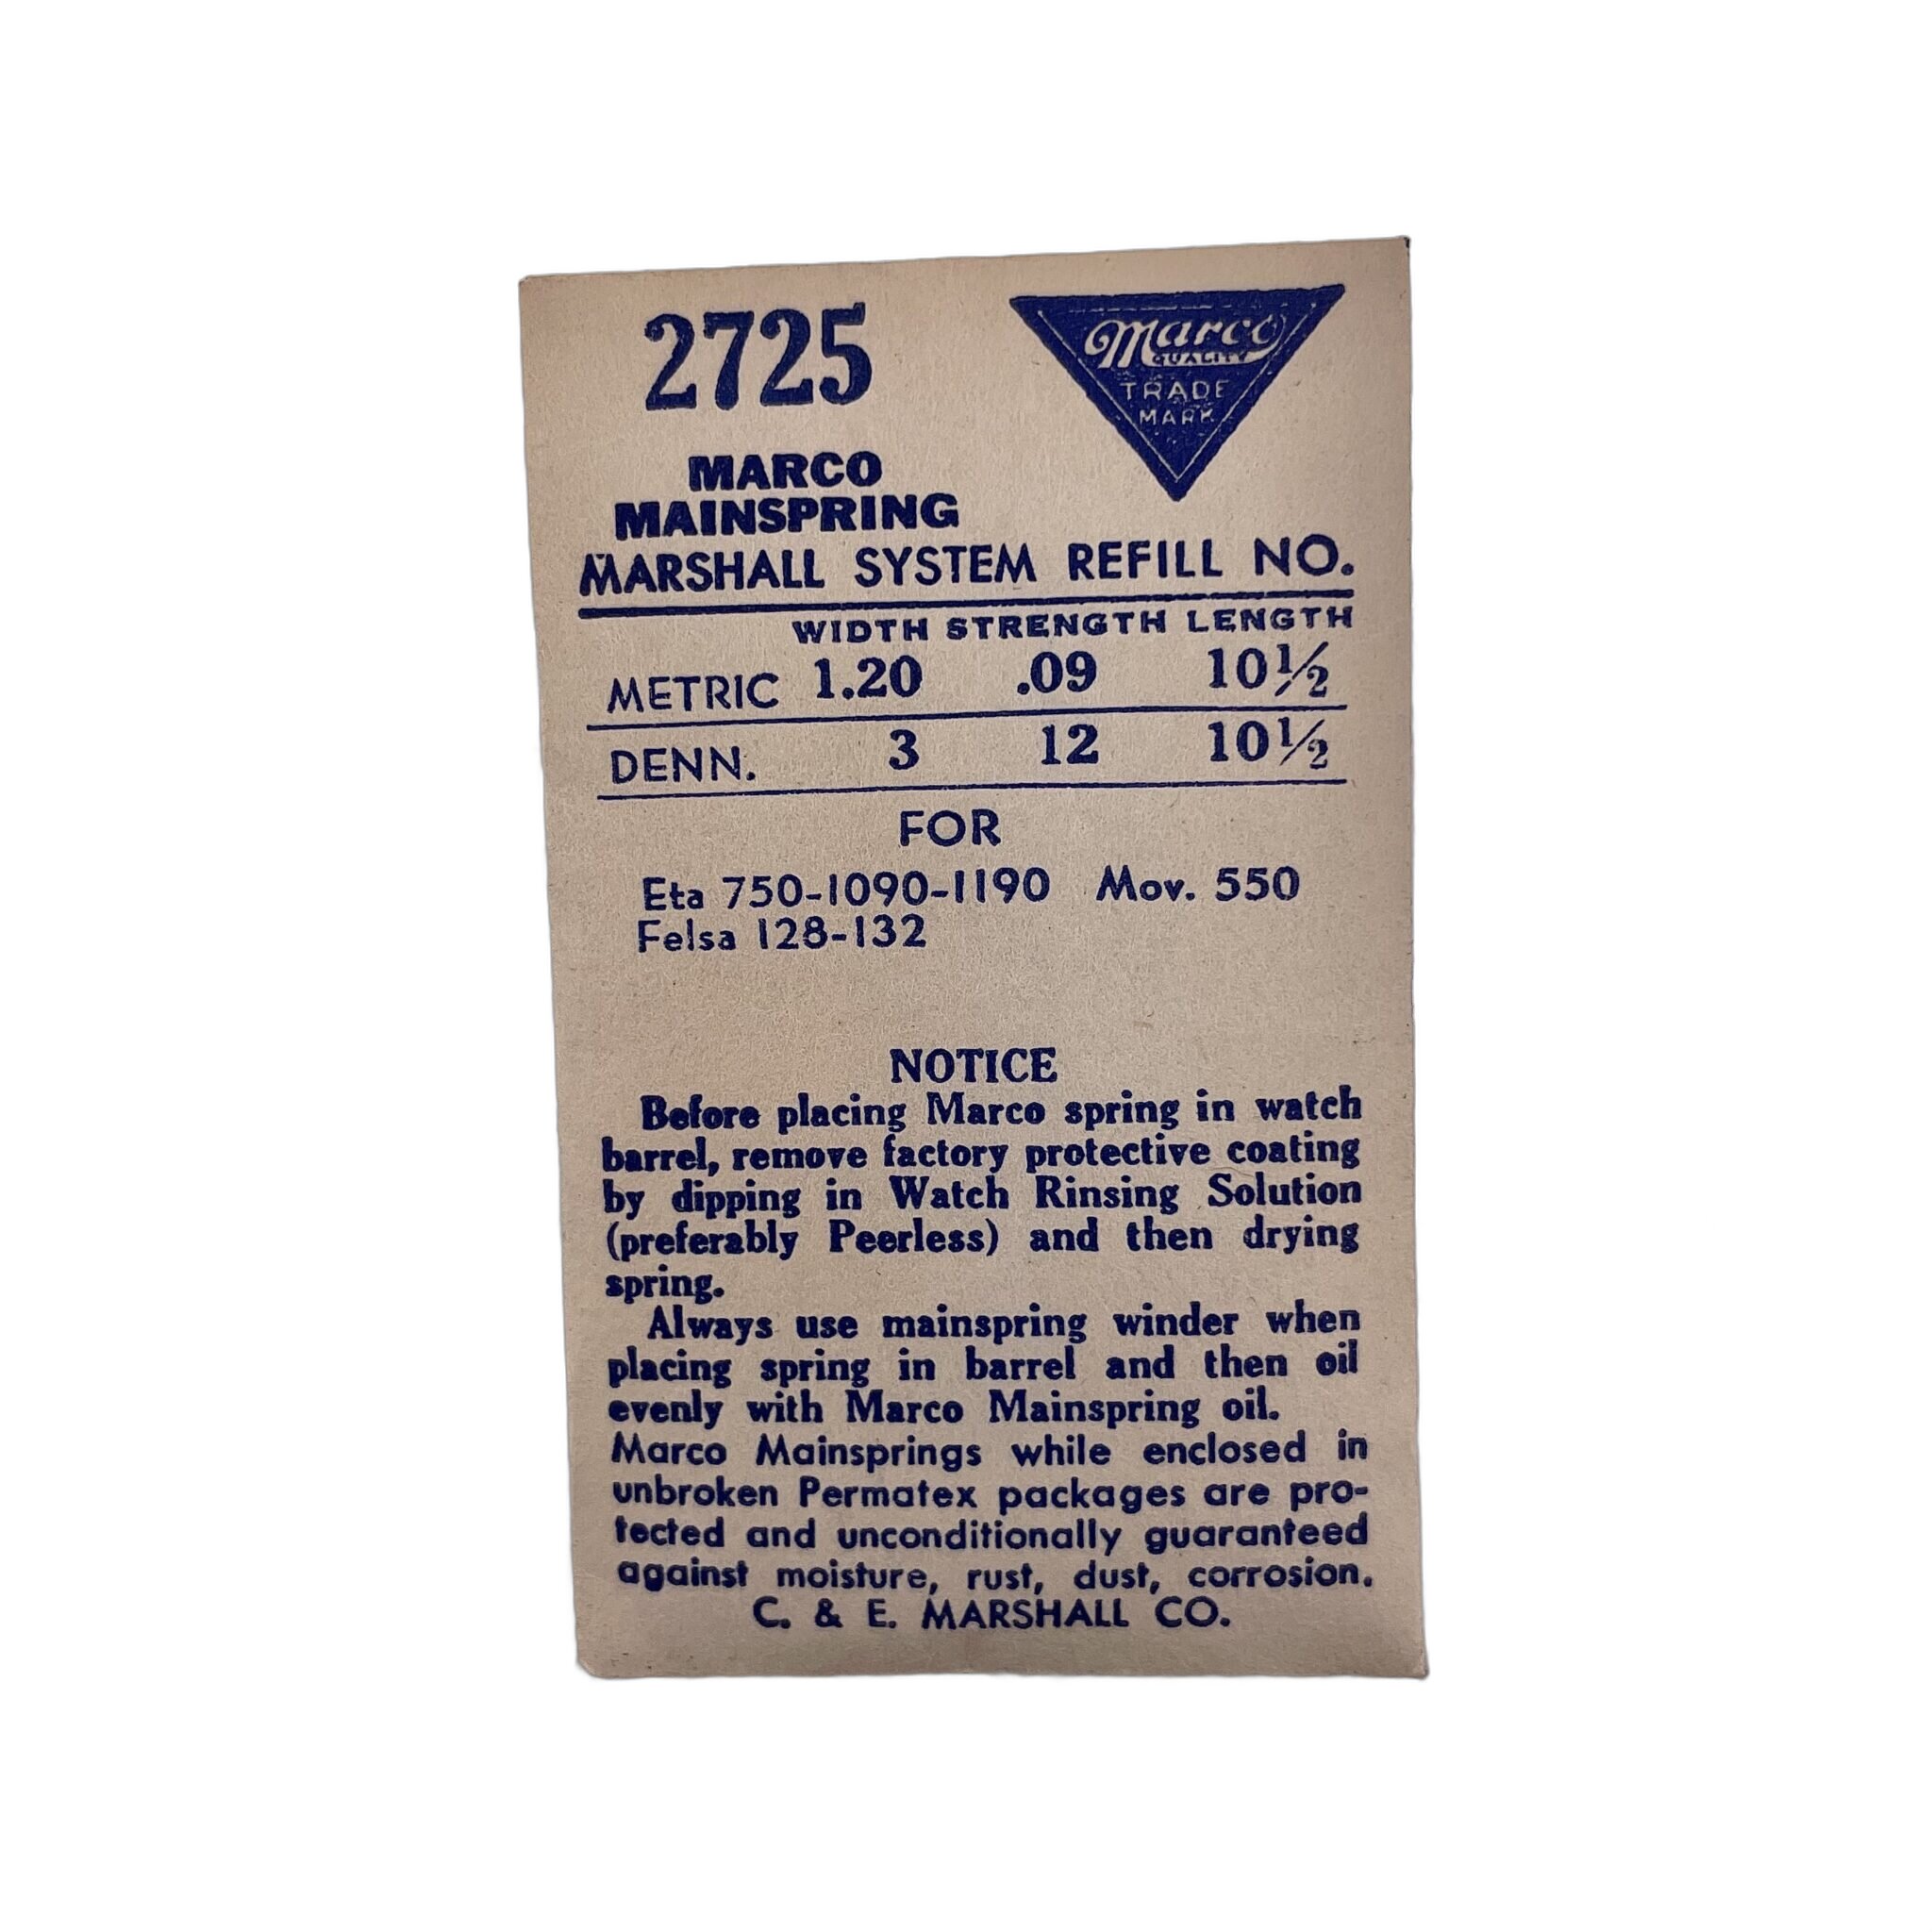 2725
Marco
QUALITY
TRADE
MARK
MARCO
MAINSPRING
MARSHALL SYSTEM REFILL NO.
WIDTH STRENGTH LENGTH
METRIC 1.20 .09 10½
DENN. 3 12 10½
FOR
Eta 750-1090-1190 Mov. 550
Felsa 128-132
NOTICE
Before placing Marco spring in watch
barrel, remove factory protective coating
by dipping in Watch Rinsing Solution
(preferably Peerless) and then drying
spring.
Always use mainspring winder when
placing spring in barrel and then oil
evenly with Marco Mainspring oil.
Marco Mainsprings while enclosed in
unbroken Permatex packages are pro-
tected and unconditionally guaranteed
against moisture, rust, dust, corrosion.
C. & E. MARSHALL CO.